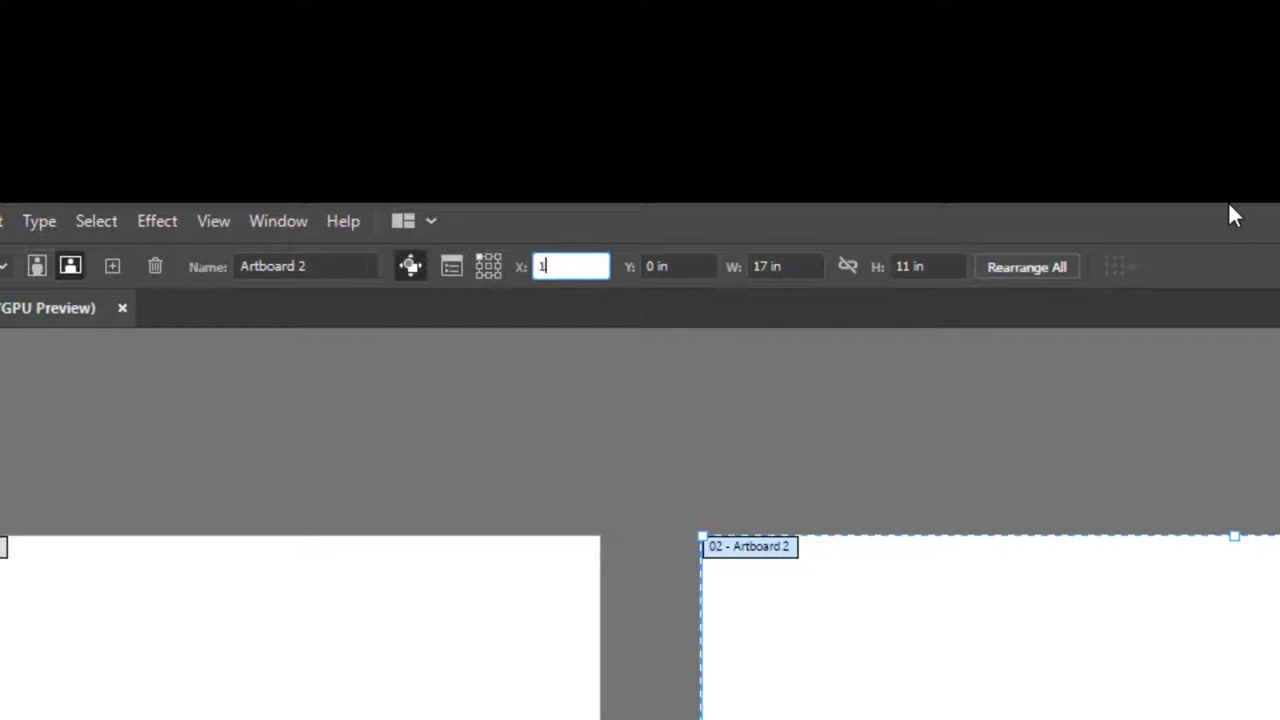 Type Select Effect View Window Help
Name: Artboard 2 X: 1 Y: 0 in W: 17 in H: 11 in Rearrange All
GPU Preview) ×
02 - Artboard 2